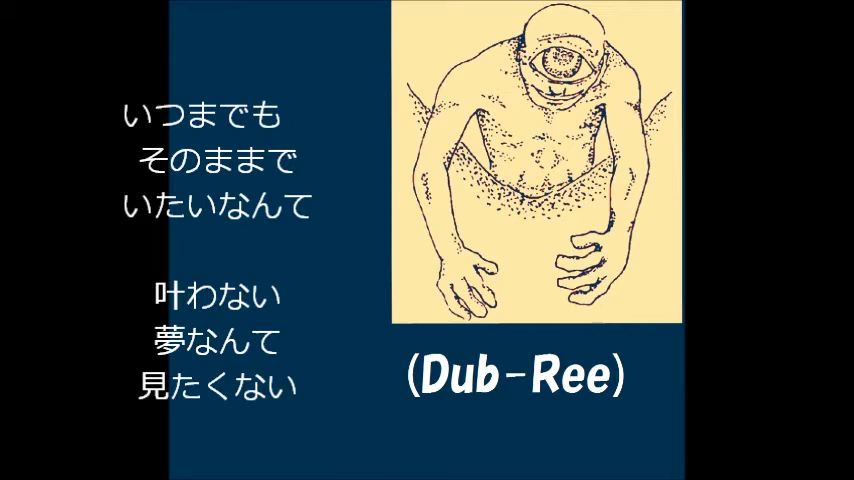 いつまでも
そのままで
いたいなんて
叶わない
夢なんて
見たくない
(Dub-Ree)